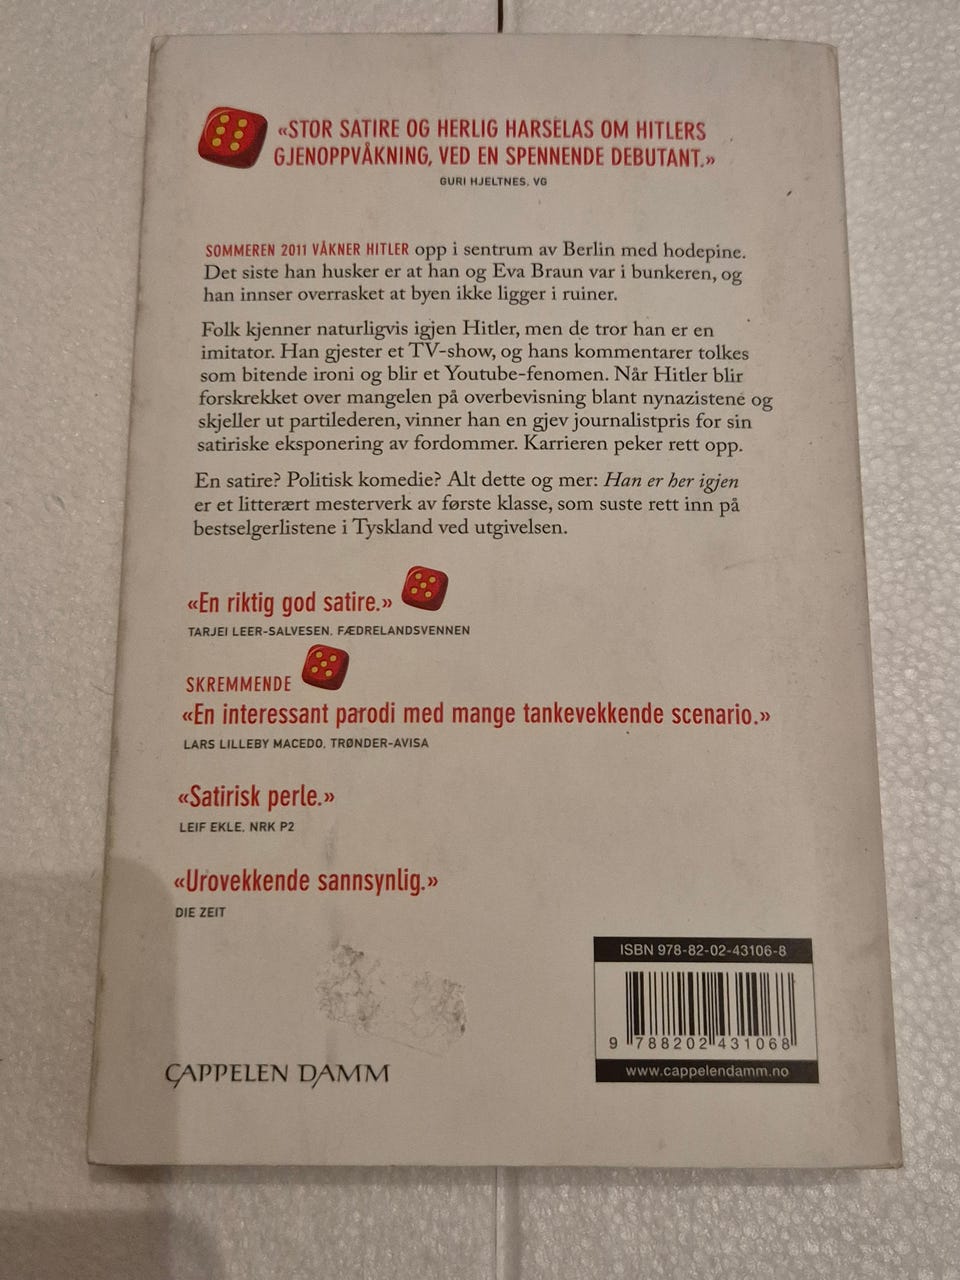 «STOR SATIRE OG HERLIG HARSELAS OM HITLERS
GJENOPPVÅKNING, VED EN SPENNENDE DEBUTANT.»
GURI HJELTNES, VG
SOMMEREN 2011 VÅKNER HITLER opp i sentrum av Berlin med hodepine.
Det siste han husker er at han og Eva Braun var i bunkeren, og
han innser overrasket at byen ikke ligger i ruiner.
Folk kjenner naturligvis igjen Hitler, men de tror han er en
imitator. Han gjester et TV-show, og hans kommentarer tolkes
som bitende ironi og blir et Youtube-fenomen. Når Hitler blir
forskrekket over mangelen på overbevisning blant nynazistene og
skjeller ut partilederen, vinner han en gjev journalistpris for sin
satiriske eksponering av fordommer. Karrieren peker rett opp.
En satire? Politisk komedie? Alt dette og mer: Han er her igjen
er et litterært mesterverk av første klasse, som suste rett inn på
bestselgerlistene i Tyskland ved utgivelsen.
«En riktig god satire.»
TARJEI LEER-SALVESEN, FÆDRELANDSVENNEN
SKREMMENDE
«En interessant parodi med mange tankevekkende scenario.»
LARS LILLEBY MACEDO, TRØNDER-AVISA
«Satirisk perle.»
LEIF EKLE, NRK P2
«Urovekkende sannsynlig.»
DIE ZEIT
ISBN 978-82-02-43106-8
9 788202 431068
www.cappelendamm.no
CAPPELEN DAMM